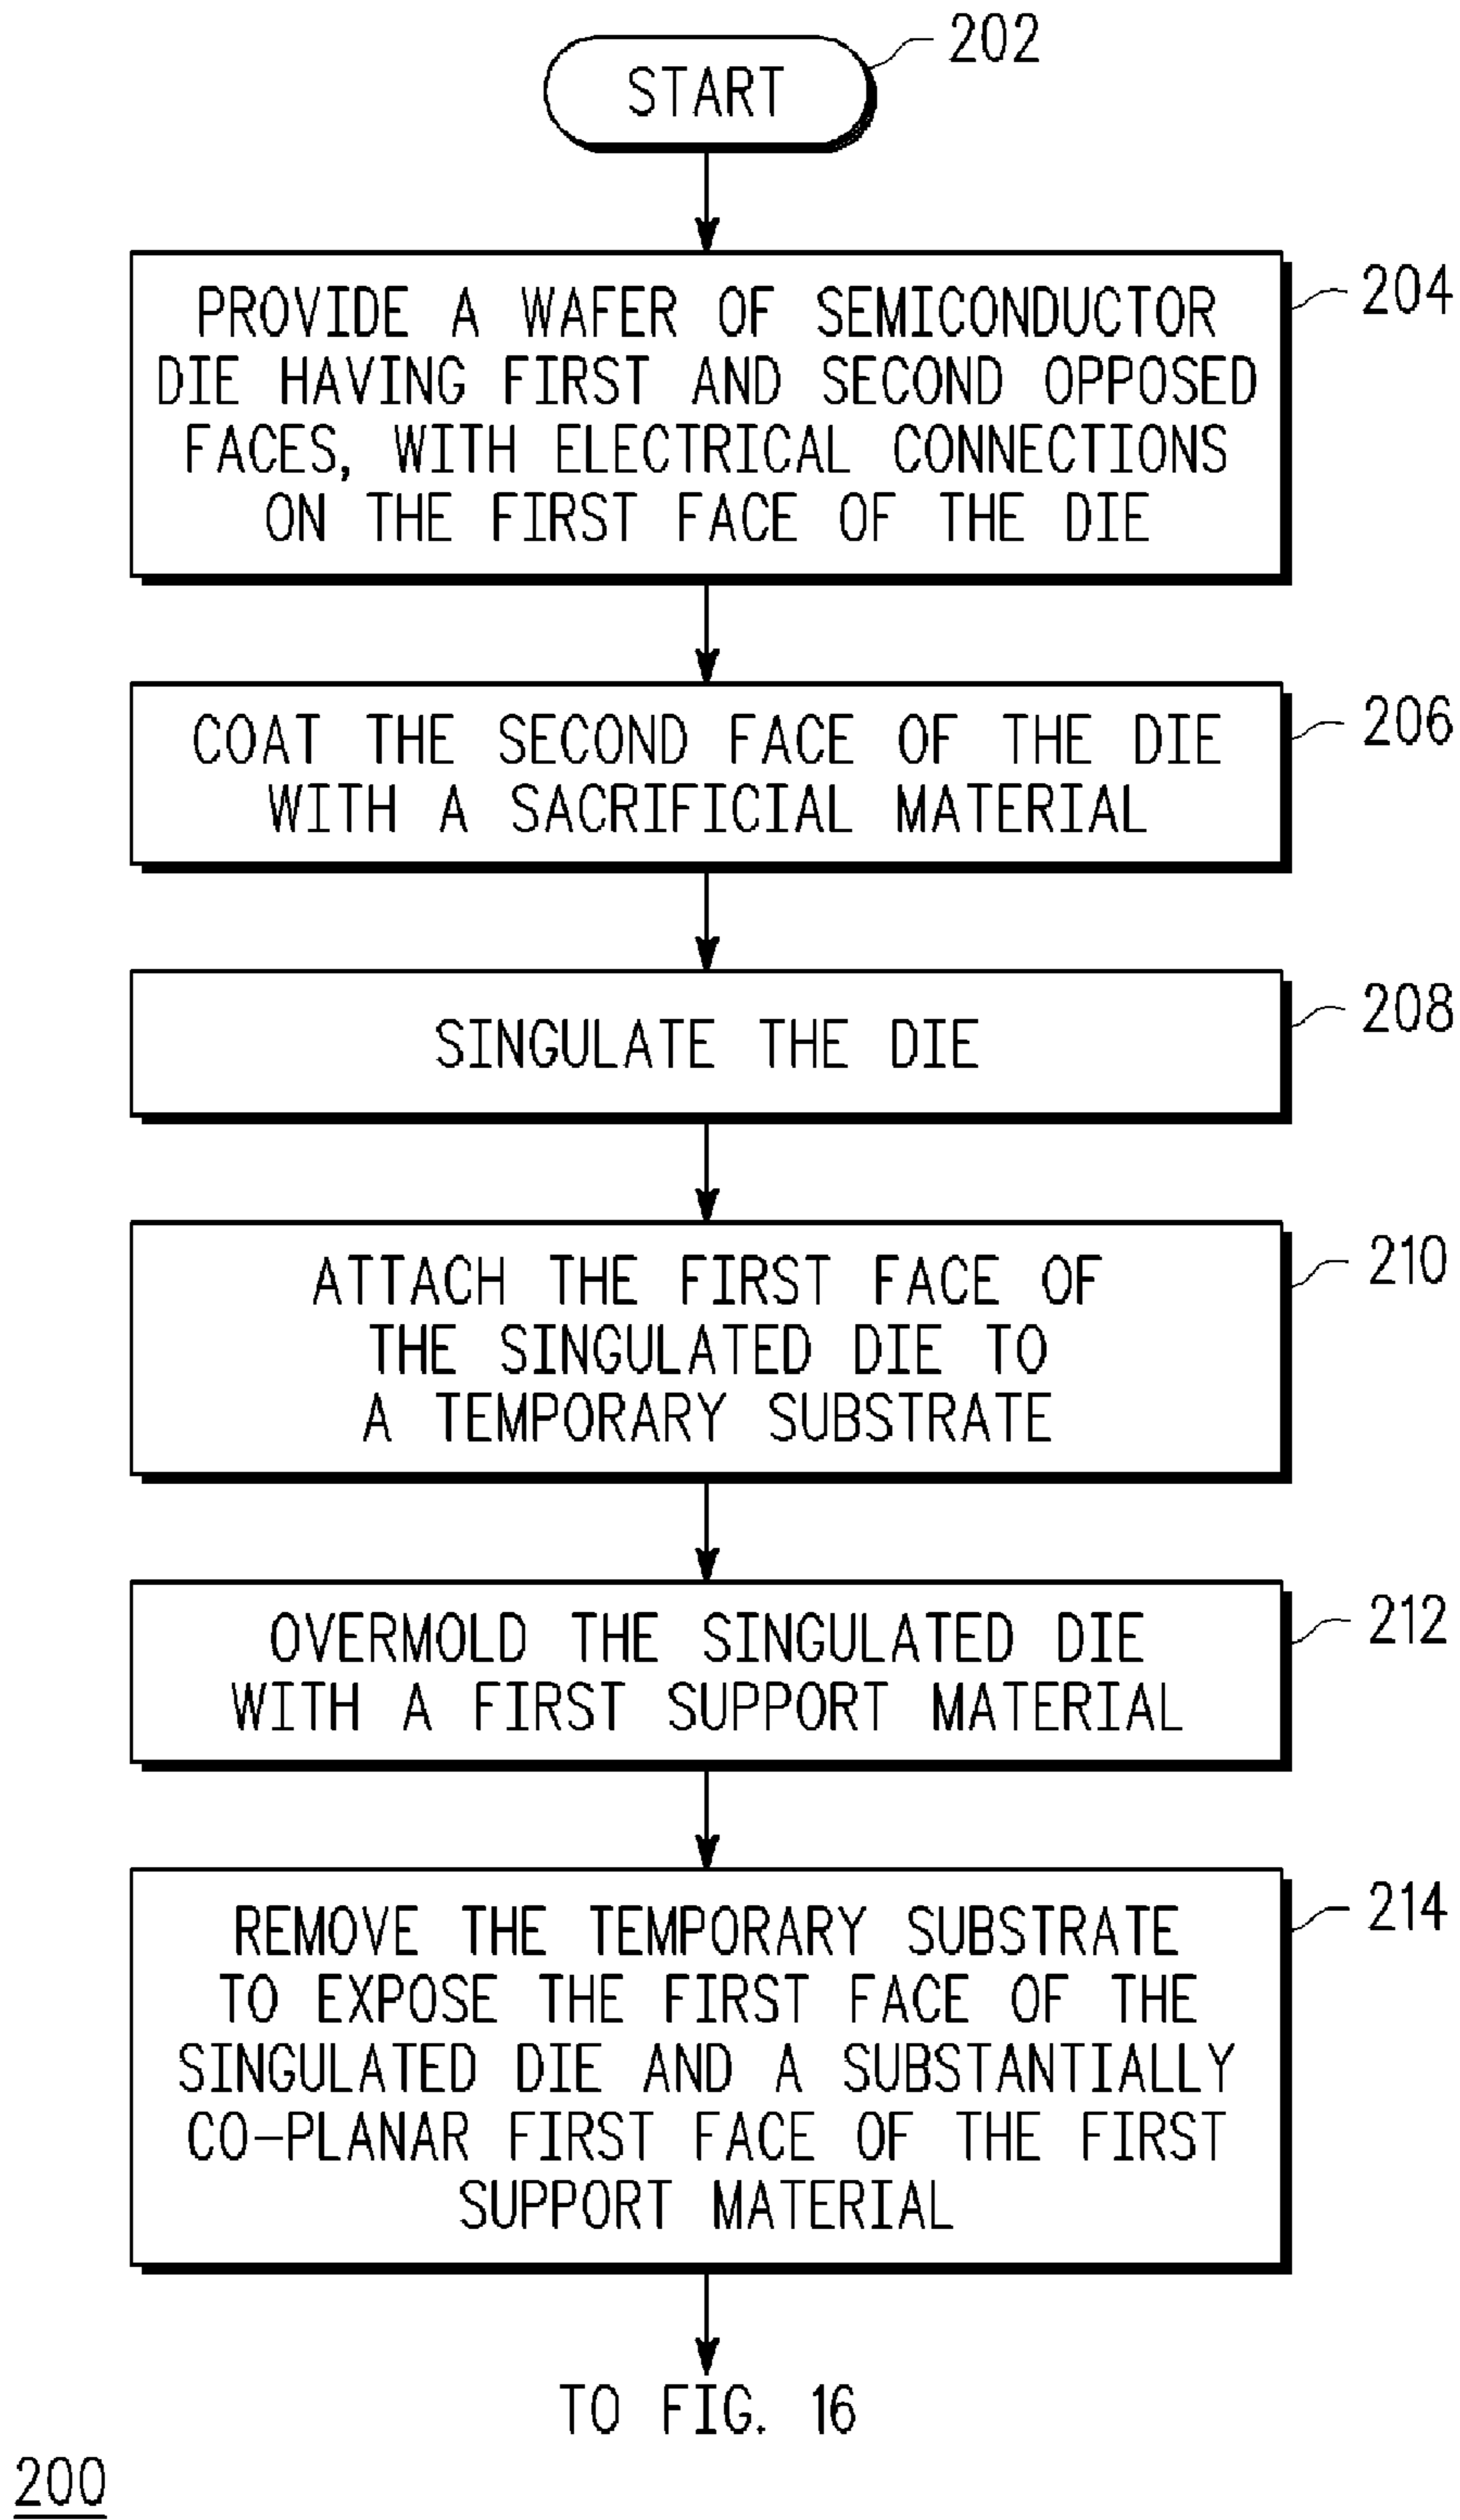 202
START
204
PROVIDE A WAFER OF SEMICONDUCTOR
DIE HAVING FIRST AND SECOND OPPOSED
FACES, WITH ELECTRICAL CONNECTIONS
ON THE FIRST FACE OF THE DIE
206
COAT THE SECOND FACE OF THE DIE
WITH A SACRIFICIAL MATERIAL
208
SINGULATE THE DIE
210
ATTACH THE FIRST FACE OF
THE SINGULATED DIE TO
A TEMPORARY SUBSTRATE
212
OVERMOLD THE SINGULATED DIE
WITH A FIRST SUPPORT MATERIAL
214
REMOVE THE TEMPORARY SUBSTRATE
TO EXPOSE THE FIRST FACE OF THE
SINGULATED DIE AND A SUBSTANTIALLY
CO-PLANAR FIRST FACE OF THE FIRST
SUPPORT MATERIAL
TO FIG. 16
200